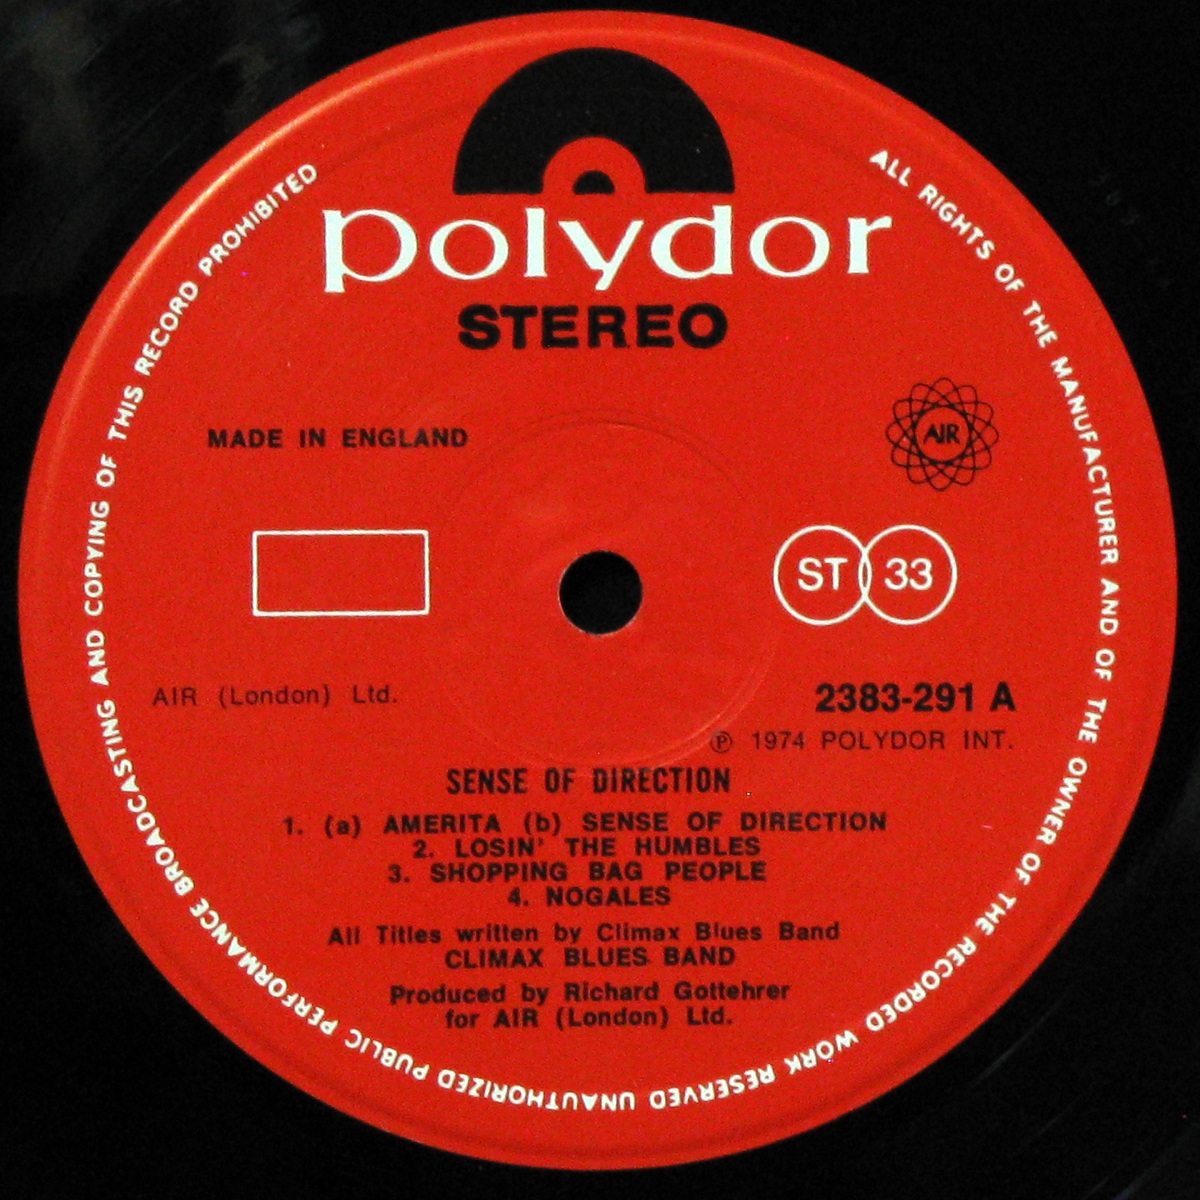 polydor
STEREO
MADE IN ENGLAND
AIR
ST 33
AIR (London) Ltd.
2383-291 A
℗ 1974 POLYDOR INT.
SENSE OF DIRECTION
1. (a) AMERITA (b) SENSE OF DIRECTION
2. LOSIN' THE HUMBLES
3. SHOPPING BAG PEOPLE
4. NOGALES
All Titles written by Climax Blues Band
CLIMAX BLUES BAND
Produced by Richard Gottehrer
for AIR (London) Ltd.
ALL RIGHTS OF THE MANUFACTURER AND OF THE OWNER OF THE RECORDED WORK RESERVED UNAUTHORIZED PUBLIC PERFORMANCE BROADCASTING AND COPYING OF THIS RECORD PROHIBITED